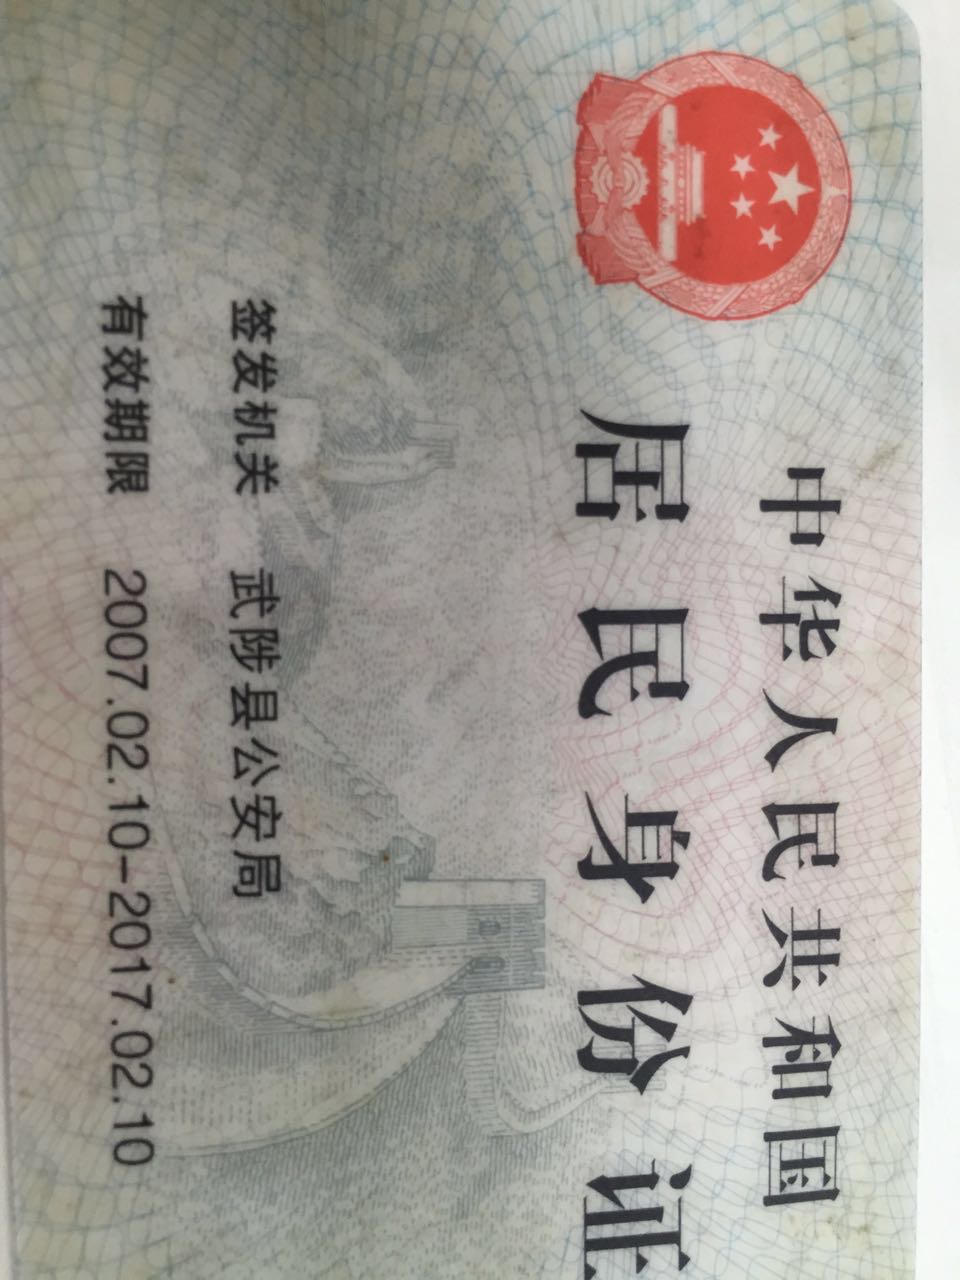 中华人民共和国
居民身份证
签发机关 武陟县公安局
有效期限 2007.02.10-2017.02.10